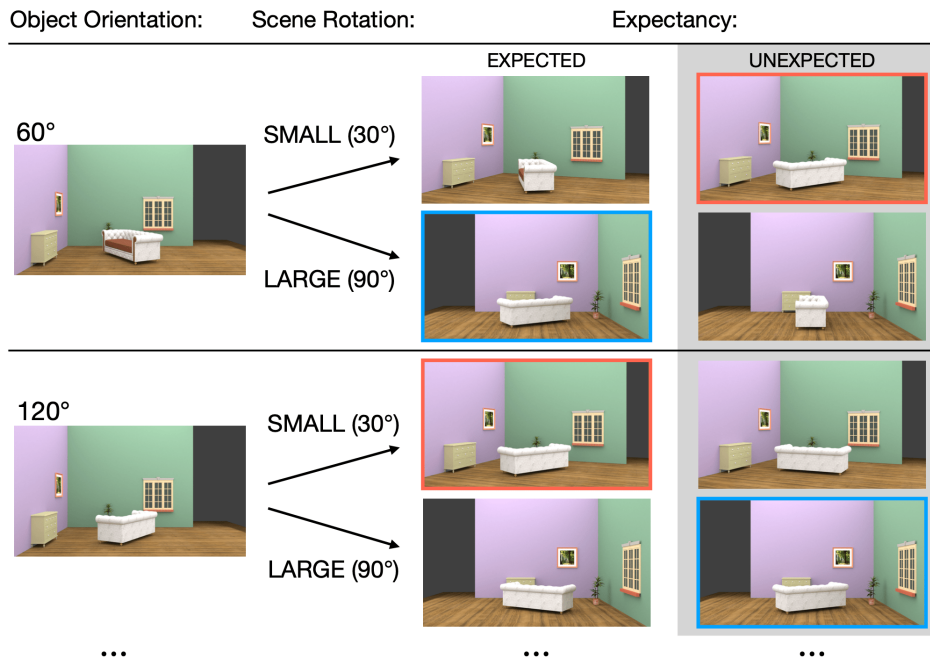 Object Orientation: Scene Rotation: Expectancy:
EXPECTED UNEXPECTED
60°
SMALL (30°)
LARGE (90°)
120°
SMALL (30°)
LARGE (90°)
... ... ...